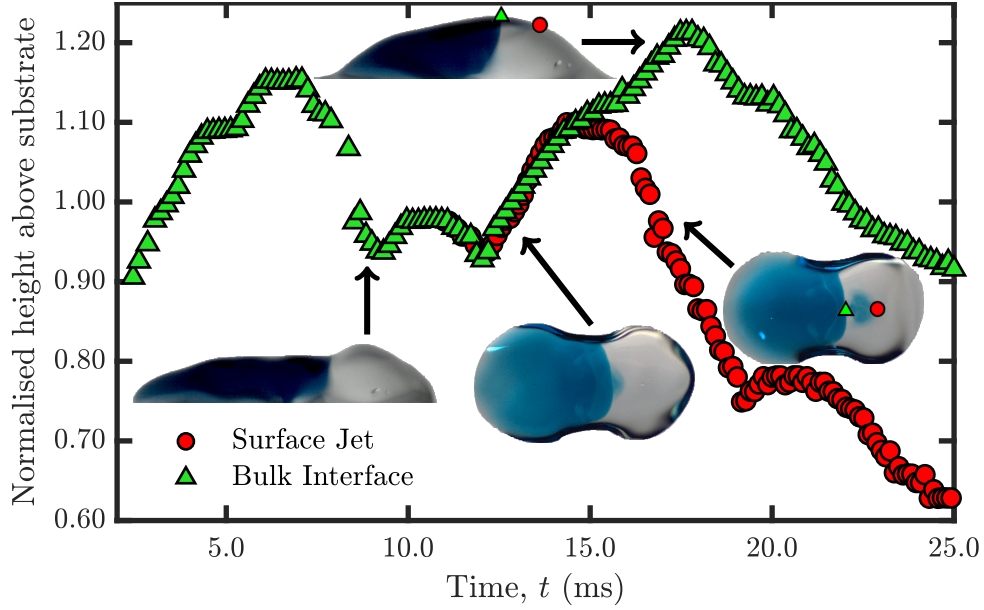 Normalised height above substrate
1.20
1.10
1.00
0.90
0.80
0.70
0.60
Surface Jet
Bulk Interface
5.0 10.0 15.0 20.0 25.0
Time, t (ms)